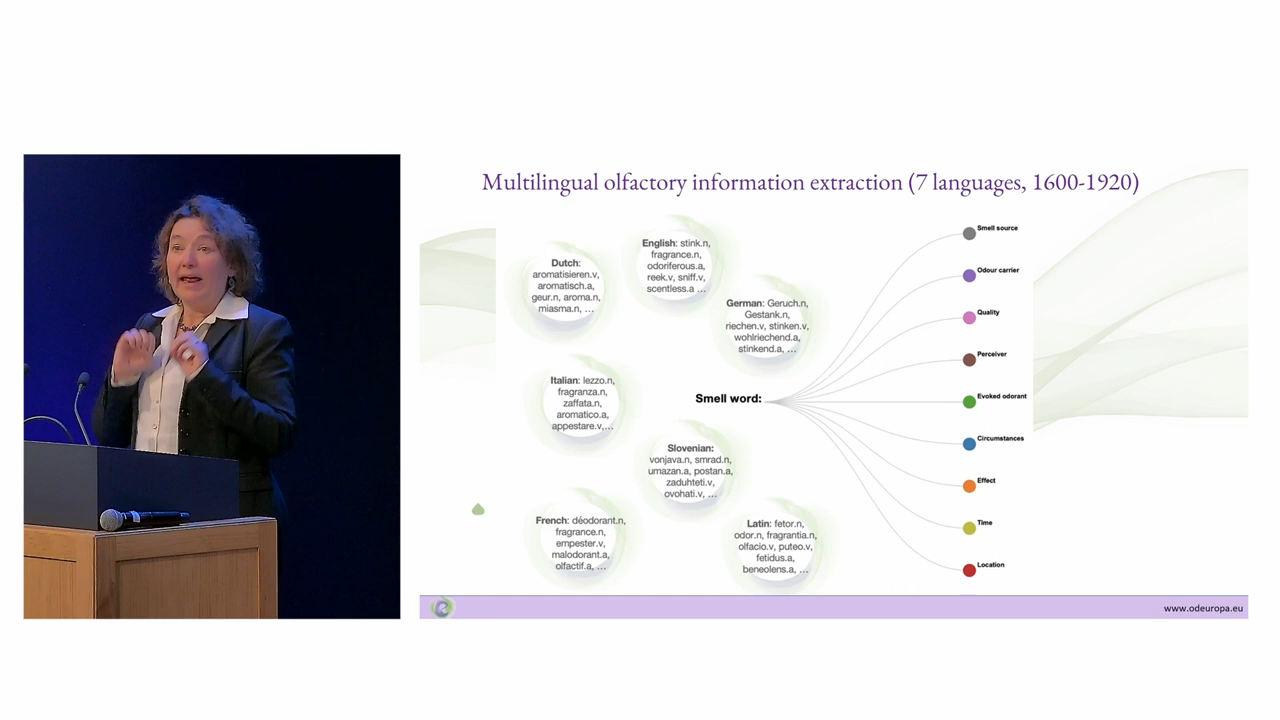 Multilingual olfactory information extraction (7 languages, 1600-1920)
Dutch:
aromatisieren.v,
aromatisch.a,
geur.n, aroma.n,
miasma.n, ...
English: stink.n,
fragrance.n,
odoriferous.a,
reek.v, sniff.v,
scentless.a ...
German: Geruch.n,
Gestank.n,
riechen.v, stinken.v,
wohlriechend.a,
stinkend.a, ...
Italian: lezzo.n,
fragranza.n,
zaffata.n,
aromatico.a,
appestare.v,...
Slovenian:
vonjava.n, smrad.n,
umazan.a, postan.a,
zaduhteti.v,
ovohati.v, ...
French: déodorant.n,
fragrance.n,
empester.v,
malodorant.a,
olfactif.a, ...
Latin: fetor.n,
odor.n, fragrantia.n,
olfacio.v, puteo.v,
fetidus.a,
beneolens.a, ...
Smell word:
Smell source
Odour carrier
Quality
Perceiver
Evoked odorant
Circumstances
Effect
Time
Location
www.odeuropa.eu